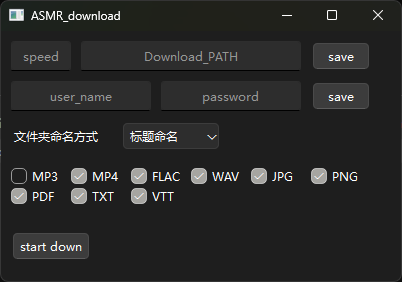 ASMR_download
speed Download_PATH save
user_name password save
文件夹命名方式 标题命名
MP3 MP4 FLAC WAV JPG PNG
PDF TXT VTT
start down